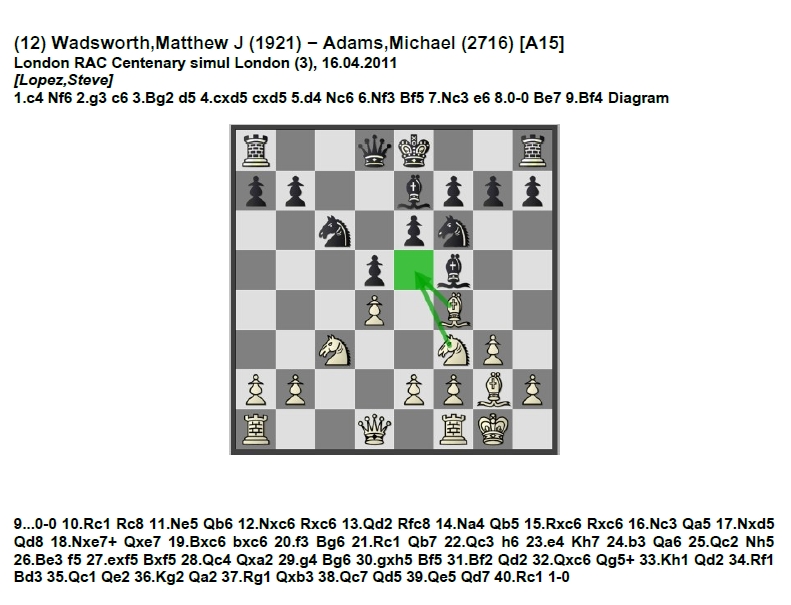 (12) Wadsworth,Matthew J (1921) – Adams,Michael (2716) [A15]
London RAC Centenary simul London (3), 16.04.2011
[Lopez,Steve]
1.c4 Nf6 2.g3 c6 3.Bg2 d5 4.cxd5 cxd5 5.d4 Nc6 6.Nf3 Bf5 7.Nc3 e6 8.0-0 Be7 9.Bf4 Diagram
9...0-0 10.Rc1 Rc8 11.Ne5 Qb6 12.Nxc6 Rxc6 13.Qd2 Rfc8 14.Na4 Qb5 15.Rxc6 Rxc6 16.Nc3 Qa5 17.Nxd5
Qd8 18.Nxe7+ Qxe7 19.Bxc6 bxc6 20.f3 Bg6 21.Rc1 Qb7 22.Qc3 h6 23.e4 Kh7 24.b3 Qa6 25.Qc2 Nh5
26.Be3 f5 27.exf5 Bxf5 28.Qc4 Qxa2 29.g4 Bg6 30.gxh5 Bf5 31.Bf2 Qd2 32.Qxc6 Qg5+ 33.Kh1 Qd2 34.Rf1
Bd3 35.Qc1 Qe2 36.Kg2 Qa2 37.Rg1 Qxb3 38.Qc7 Qd5 39.Qe5 Qd7 40.Rc1 1-0